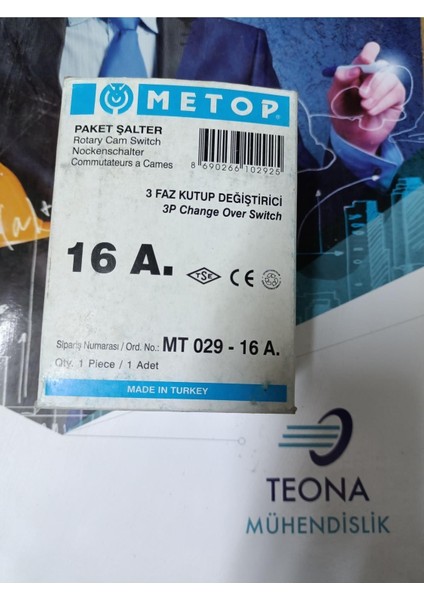 METOP
PAKET ŞALTER
Rotary Cam Switch
Nockenschalter
Commutateurs a Cames
8 690266 102925
3 FAZ KUTUP DEĞİŞTİRİCİ
3P Change Over Switch
16 A.
TSE CE
Sipariş Numarası / Ord. No.: MT 029 - 16 A.
Qty. 1 Piece / 1 Adet
MADE IN TURKEY
TEONA
MÜHENDİSLİK